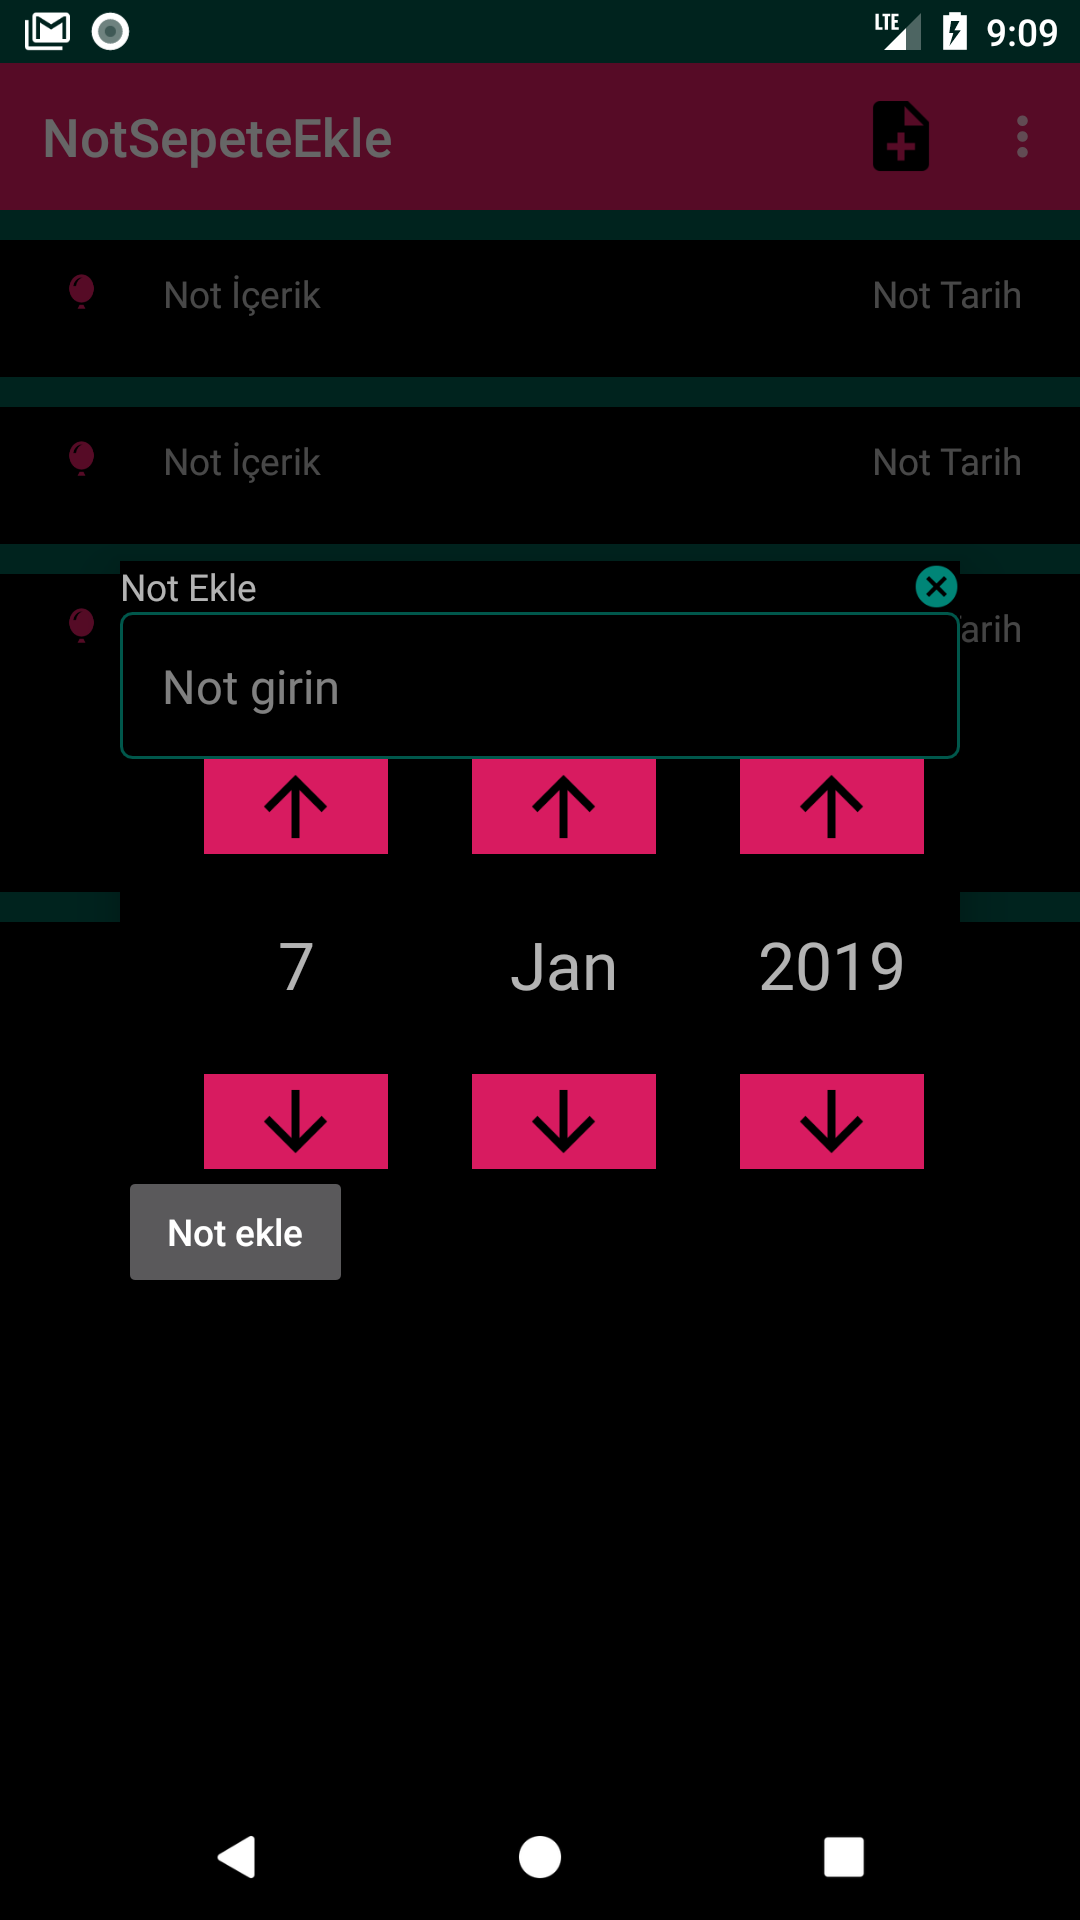 LTE 9:09
NotSepeteEkle
Not İçerik Not Tarih
Not İçerik Not Tarih
Not Ekle
arih
Not girin
7 Jan 2019
Not ekle